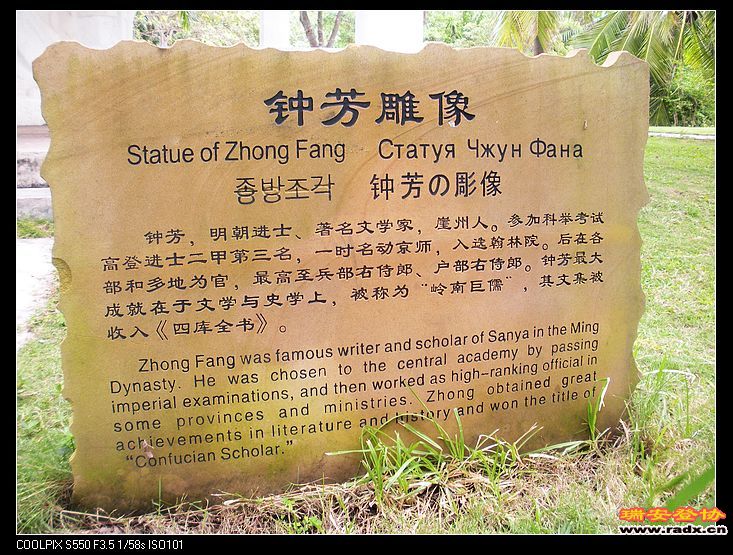 钟芳雕像
Statue of Zhong Fang Статуя Чжун Фана
종방조각 钟芳の彫像
钟芳，明朝进士、著名文学家，崖州人。参加科举考试
高登进士二甲第三名，一时名动京师，入选翰林院。后在各
部和多地为官，最高至兵部右侍郎、户部右侍郎。钟芳最大
成就在于文学与史学上，被称为“岭南巨儒”，其文集被
收入《四库全书》。
Zhong Fang was famous writer and scholar of Sanya in the Ming
Dynasty. He was chosen to the central academy by passing
imperial examinations, and then worked as high-ranking official in
some provinces and ministries. Zhong obtained great
achievements in literature and history and won the title of
“Confucian Scholar.”
瑞安登协
www.radx.cn
COOLPIX S550 F3.5 1/58s ISO101